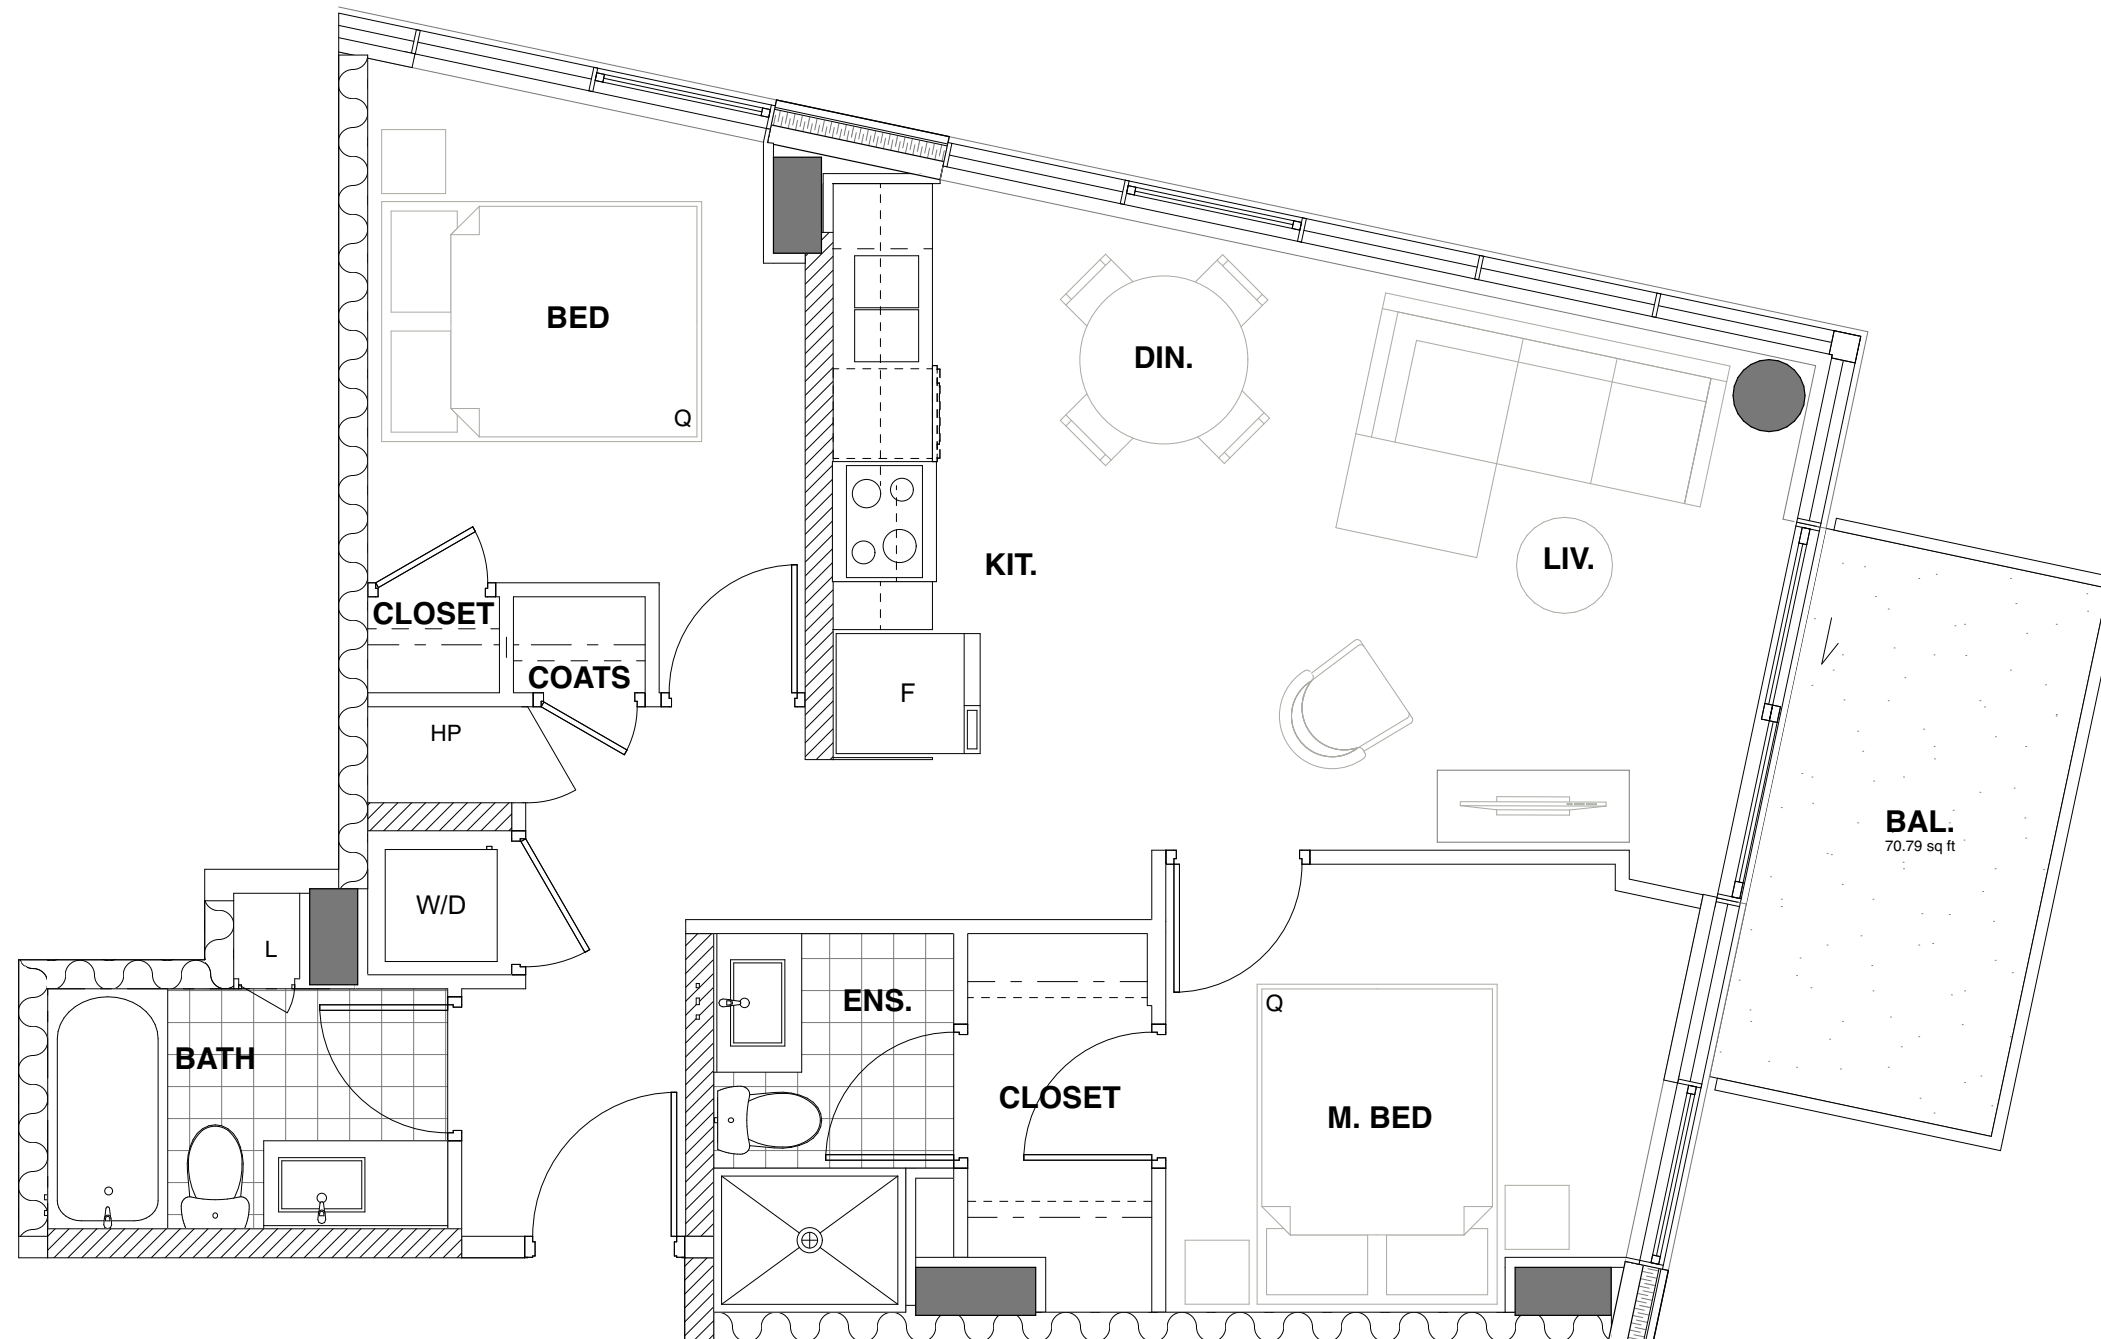 BED
Q
DIN.
KIT.
LIV.
CLOSET
COATS
F
HP
BAL.
70.79 sq ft
W/D
L
BATH
ENS.
Q
CLOSET
M. BED